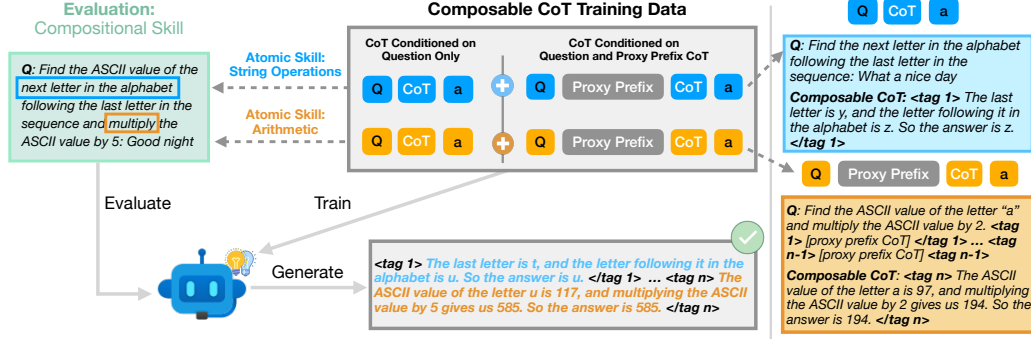 Evaluation:
Compositional Skill
Q: Find the ASCII value of the
next letter in the alphabet
following the last letter in the
sequence and multiply the
ASCII value by 5: Good night
Atomic Skill:
String Operations
Atomic Skill:
Arithmetic
Composable CoT Training Data
CoT Conditioned on
Question Only
CoT Conditioned on
Question and Proxy Prefix CoT
Q CoT a
Q Proxy Prefix CoT a
Q CoT a
Q Proxy Prefix CoT a
Evaluate
Train
Generate
<tag 1> The last letter is t, and the letter following it in the
alphabet is u. So the answer is u. </tag 1> ... <tag n> The
ASCII value of the letter u is 117, and multiplying the ASCII
value by 5 gives us 585. So the answer is 585. </tag n>
Q CoT a
Q: Find the next letter in the alphabet
following the last letter in the
sequence: What a nice day
Composable CoT: <tag 1> The last
letter is y, and the letter following it in
the alphabet is z. So the answer is z.
</tag 1>
Q Proxy Prefix CoT a
Q: Find the ASCII value of the letter “a”
and multiply the ASCII value by 2. <tag
1> [proxy prefix CoT] </tag 1> ... <tag
n-1> [proxy prefix CoT] <tag n-1>
Composable CoT: <tag n> The ASCII
value of the letter a is 97, and multiplying
the ASCII value by 2 gives us 194. So the
answer is 194. </tag n>